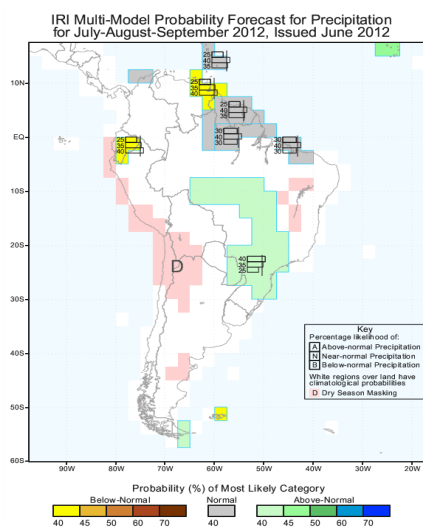 IRI Multi-Model Probability Forecast for Precipitation
for July-August-September 2012, Issued June 2012
25
35
40
10N
25
35
40
25
35
40
40
35
25
EQ
25
35
40
30
40
30
30
40
30
10S
20S
D
40
35
25
30S
40S
50S
60S
Key
Percentage likelihood of:
A Above-normal Precipitation
N Near-normal Precipitation
B Below-normal Precipitation
White regions over land have
climatological probabilities
D Dry Season Masking
90W 80W 70W 60W 50W 40W 30W 20W
Probability (%) of Most Likely Category
Below-Normal Normal Above-Normal
40 45 50 60 70 40 40 45 50 60 70